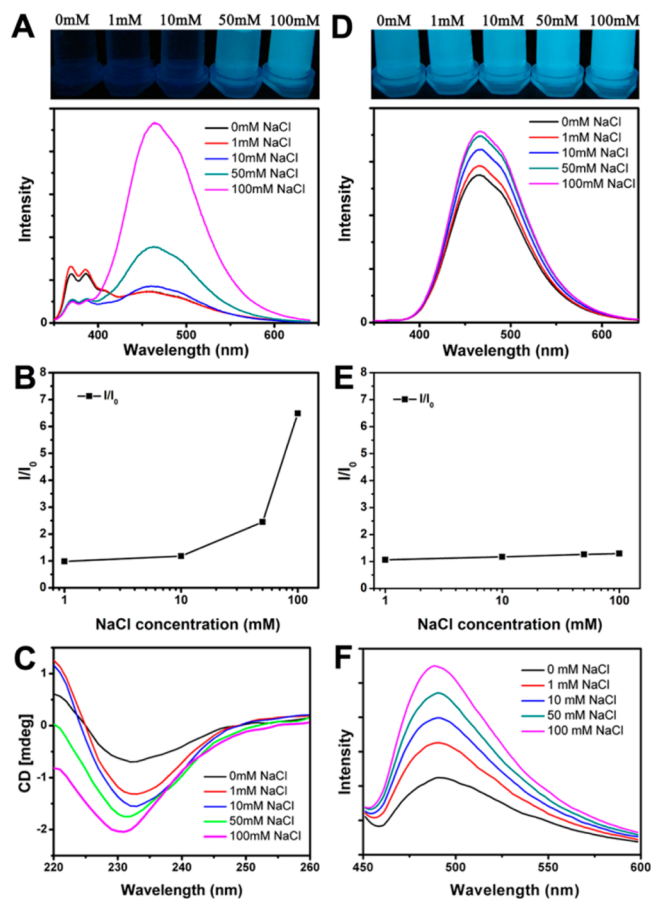 A
0mM 1mM 10mM 50mM 100mM
Intensity
0mM NaCl
1mM NaCl
10mM NaCl
50mM NaCl
100mM NaCl
400 500 600
Wavelength (nm)
D
0mM 1mM 10mM 50mM 100mM
Intensity
0mM NaCl
1mM NaCl
10mM NaCl
50mM NaCl
100mM NaCl
400 500 600
Wavelength (nm)
B
I/I0
8
7
6
5
4
3
2
1
0
I/I0
1 10 100
NaCl concentration (mM)
E
I/I0
8
7
6
5
4
3
2
1
0
I/I0
1 10 100
NaCl concentration (mM)
C
CD [mdeg]
1
0
-1
-2
0mM NaCl
1mM NaCl
10mM NaCl
50mM NaCl
100mM NaCl
220 230 240 250 260
Wavelength (nm)
F
Intensity
0 mM NaCl
1 mM NaCl
10 mM NaCl
50 mM NaCl
100 mM NaCl
450 500 550 600
Wavelength (nm)